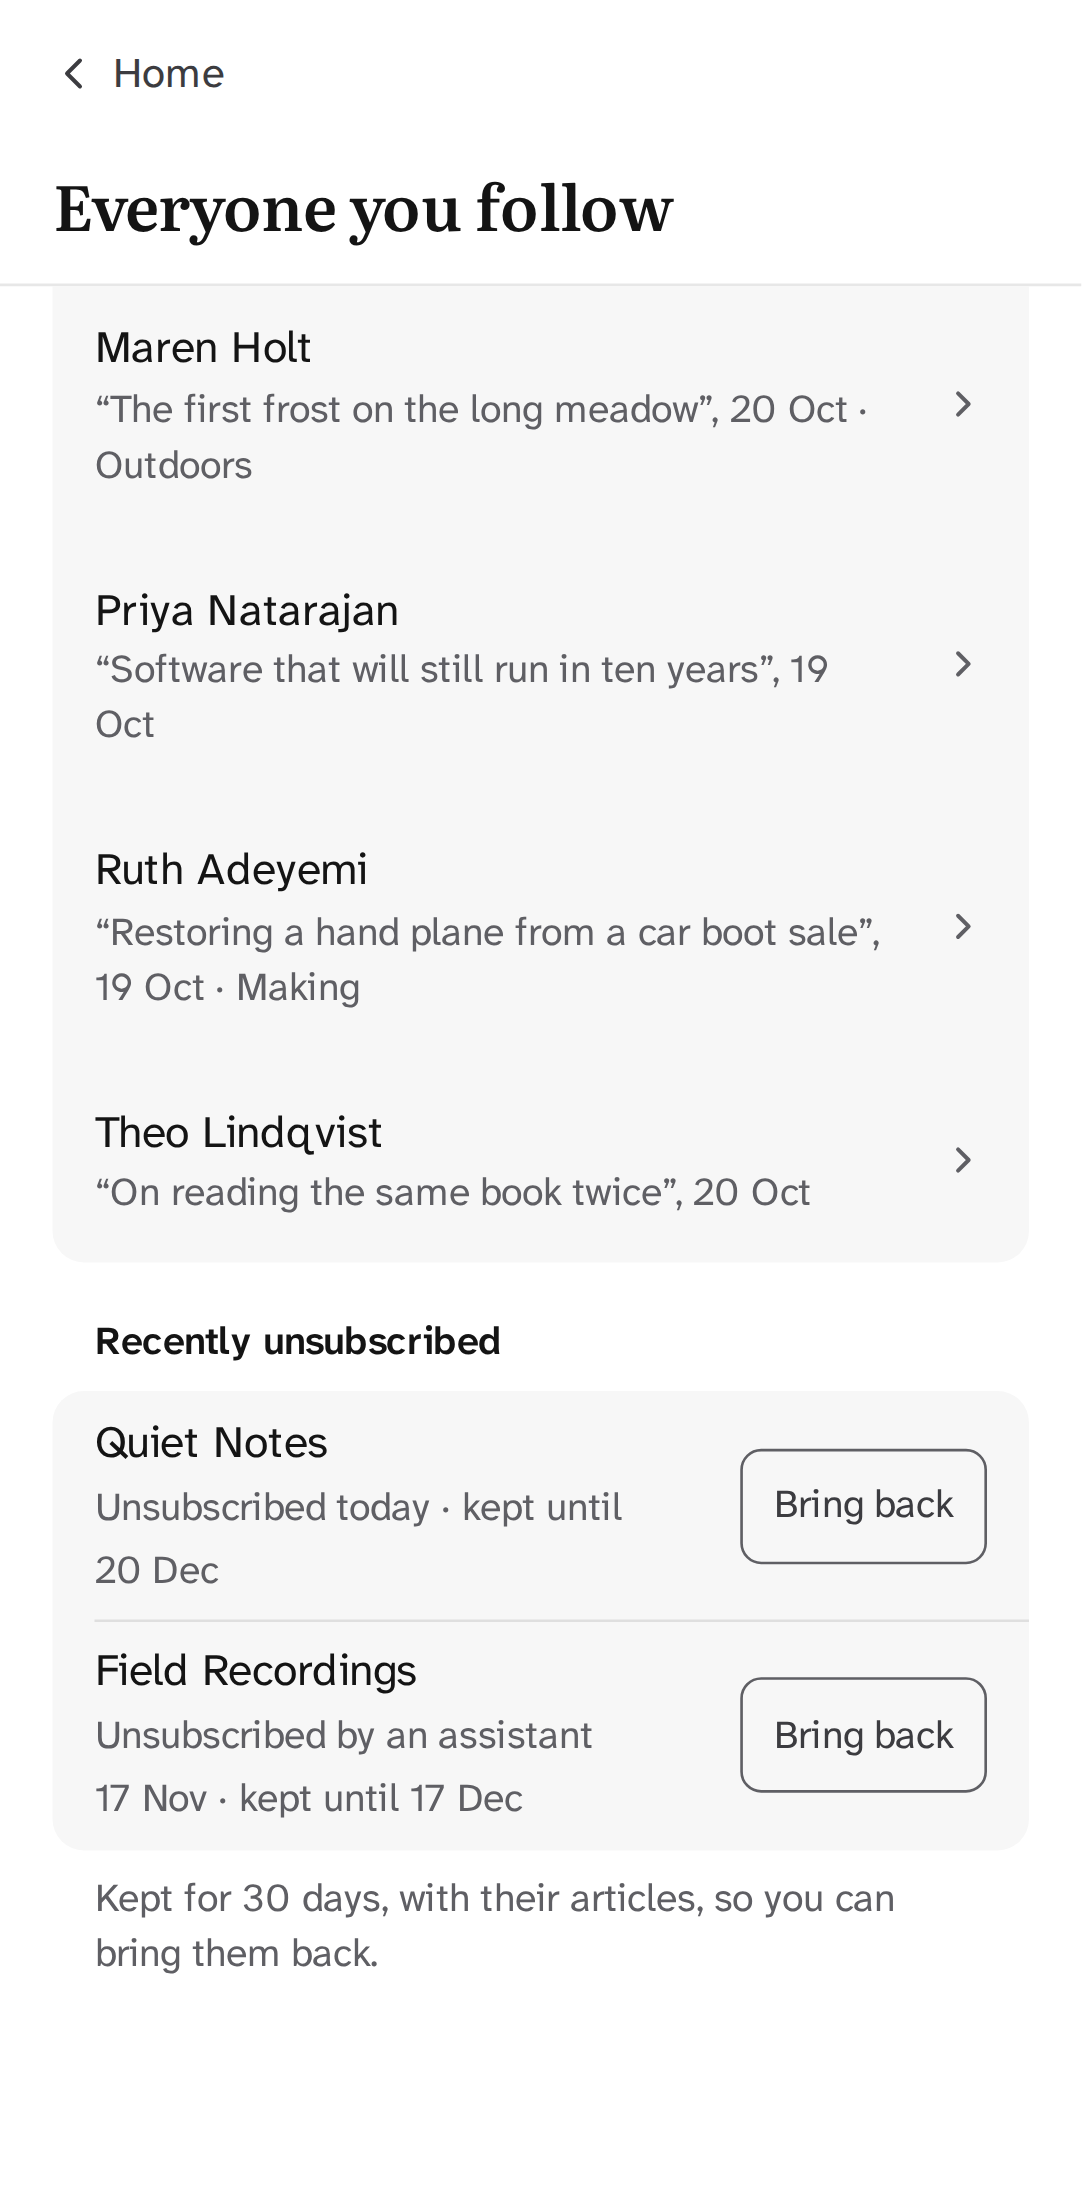 Home
Everyone you follow
Maren Holt
“The first frost on the long meadow”, 20 Oct ·
Outdoors
Priya Natarajan
“Software that will still run in ten years”, 19
Oct
Ruth Adeyemi
“Restoring a hand plane from a car boot sale”,
19 Oct · Making
Theo Lindqvist
“On reading the same book twice”, 20 Oct
Recently unsubscribed
Quiet Notes
Unsubscribed today · kept until
20 Dec
Bring back
Field Recordings
Unsubscribed by an assistant
17 Nov · kept until 17 Dec
Bring back
Kept for 30 days, with their articles, so you can
bring them back.